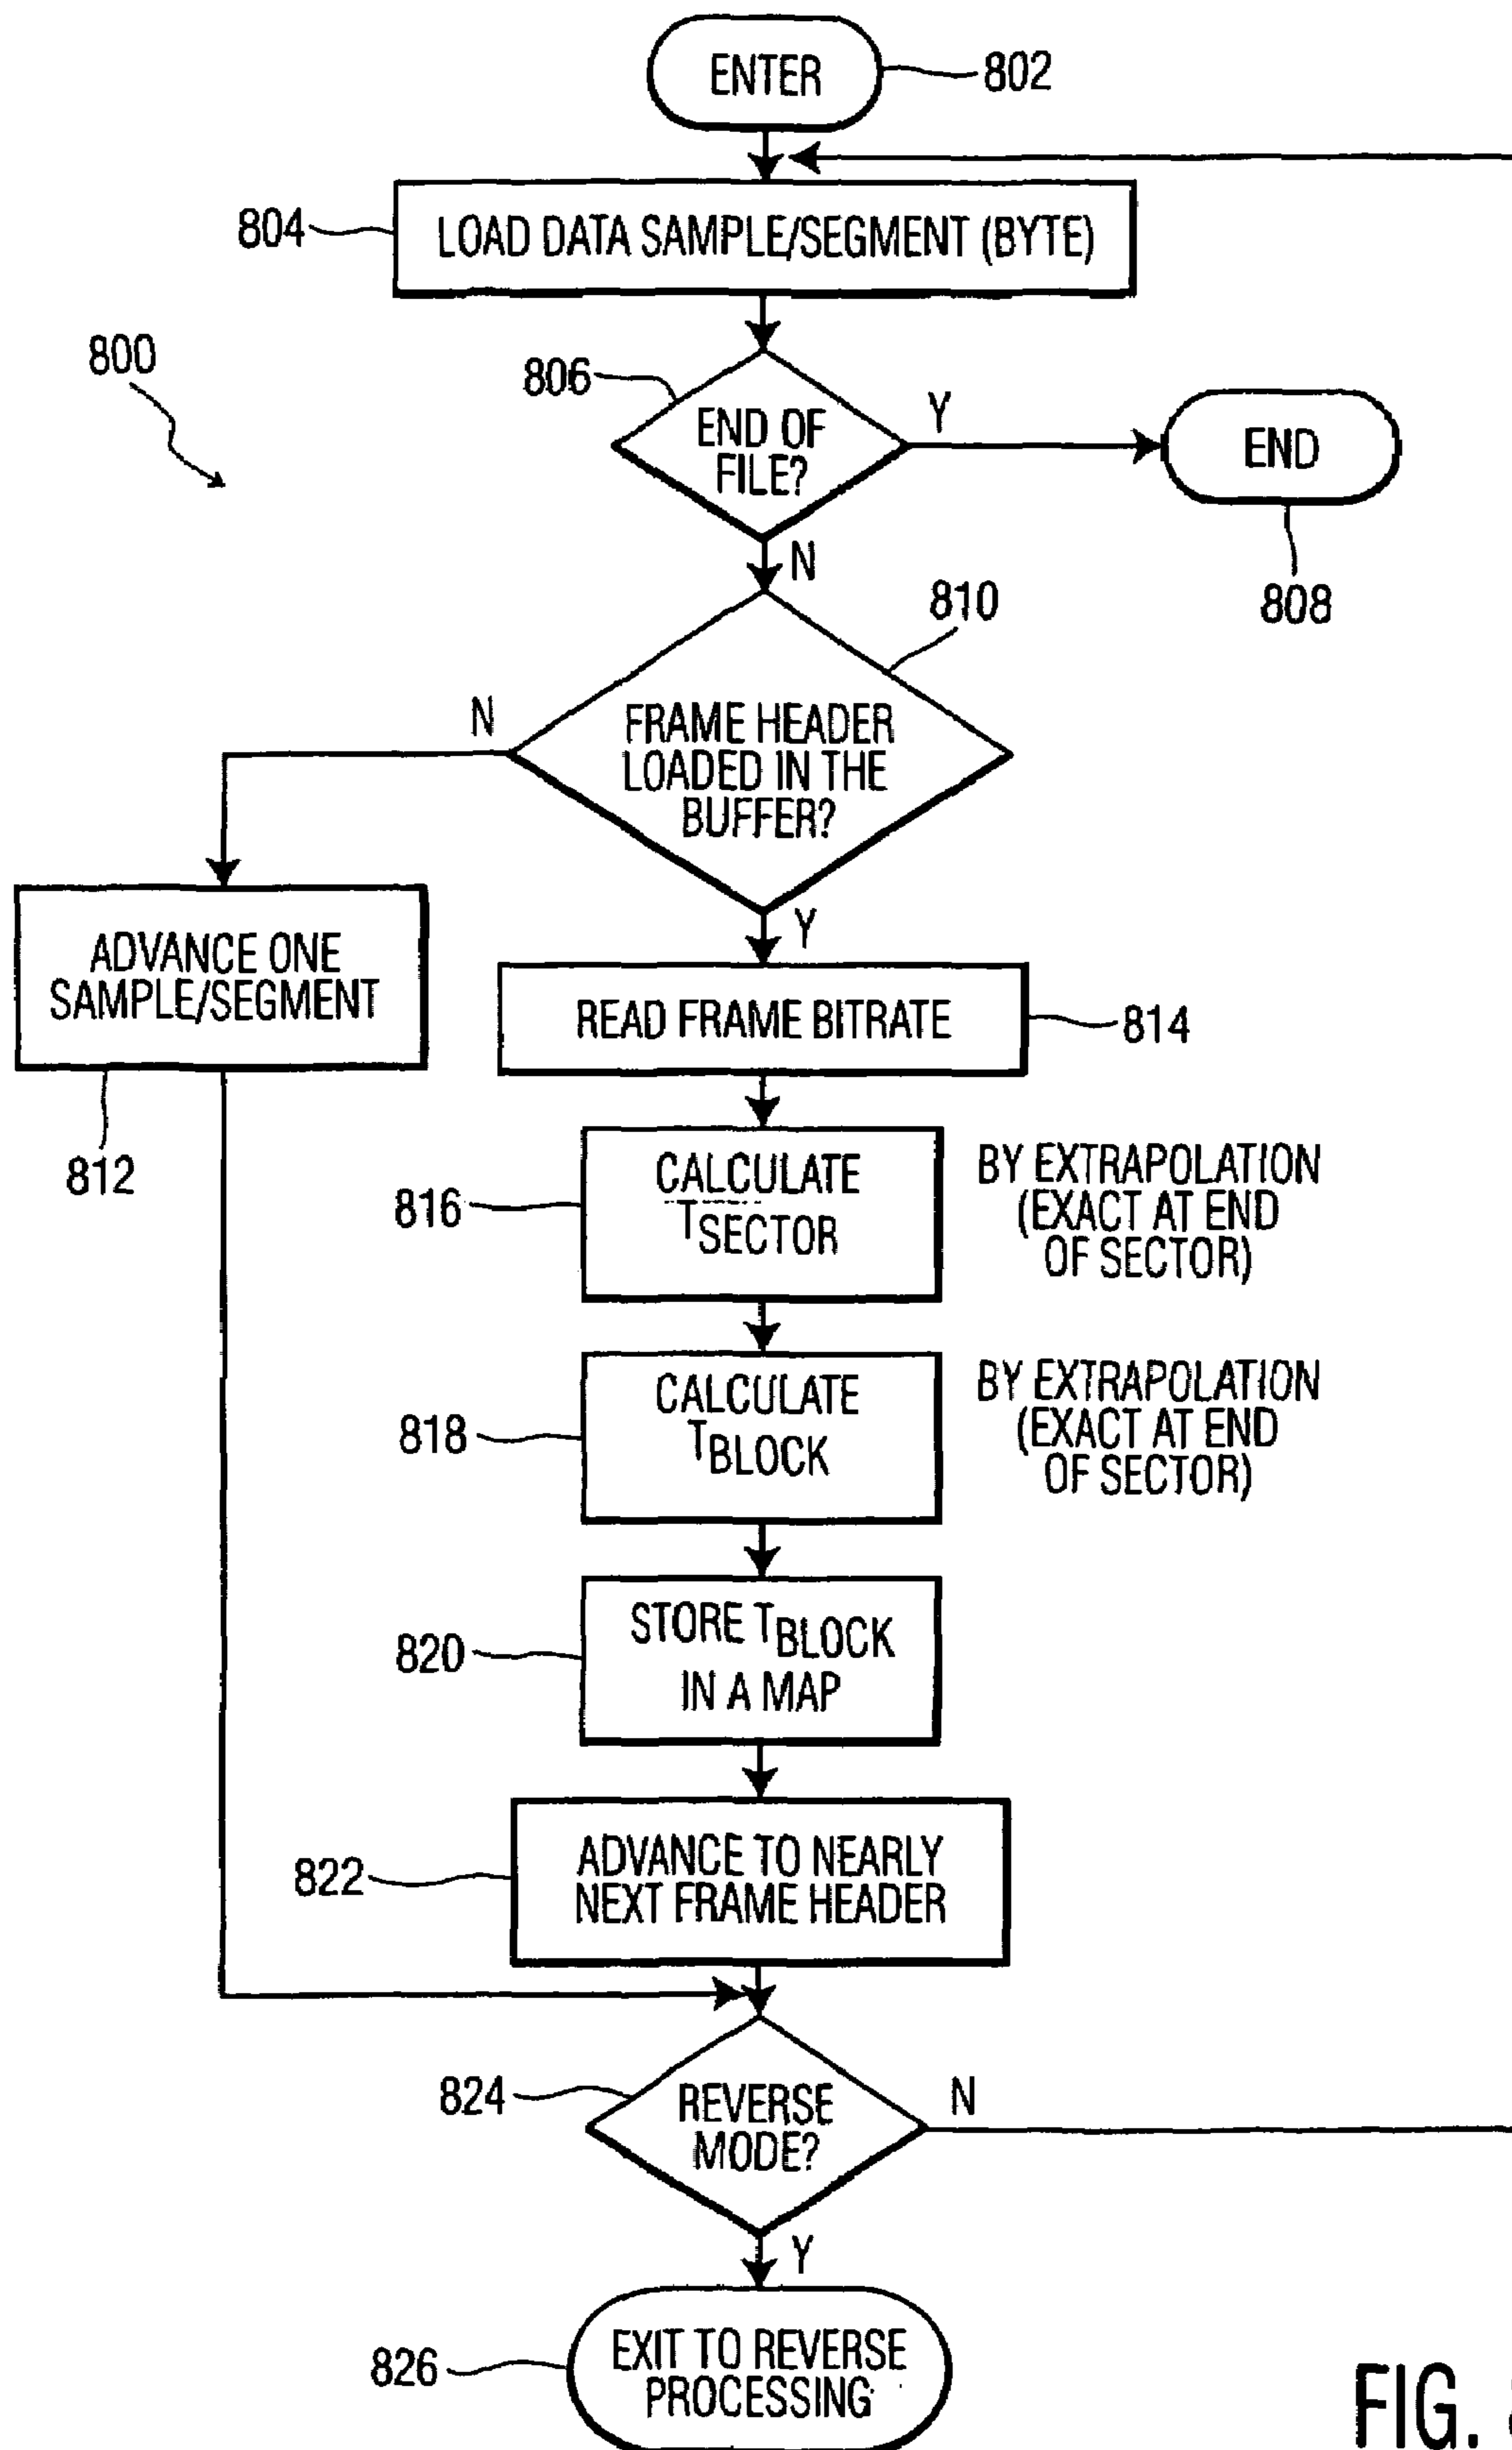 ENTER
802
804
LOAD DATA SAMPLE/SEGMENT (BYTE)
800
806
END OF
FILE?
Y
END
808
N
810
N
FRAME HEADER
LOADED IN THE
BUFFER?
Y
ADVANCE ONE
SAMPLE/SEGMENT
812
READ FRAME BITRATE
814
816
CALCULATE
TSECTOR
BY EXTRAPOLATION
(EXACT AT END
OF SECTOR)
818
CALCULATE
TBLOCK
BY EXTRAPOLATION
(EXACT AT END
OF SECTOR)
820
STORE TBLOCK
IN A MAP
822
ADVANCE TO NEARLY
NEXT FRAME HEADER
824
REVERSE
MODE?
N
Y
826
EXIT TO REVERSE
PROCESSING
FIG.